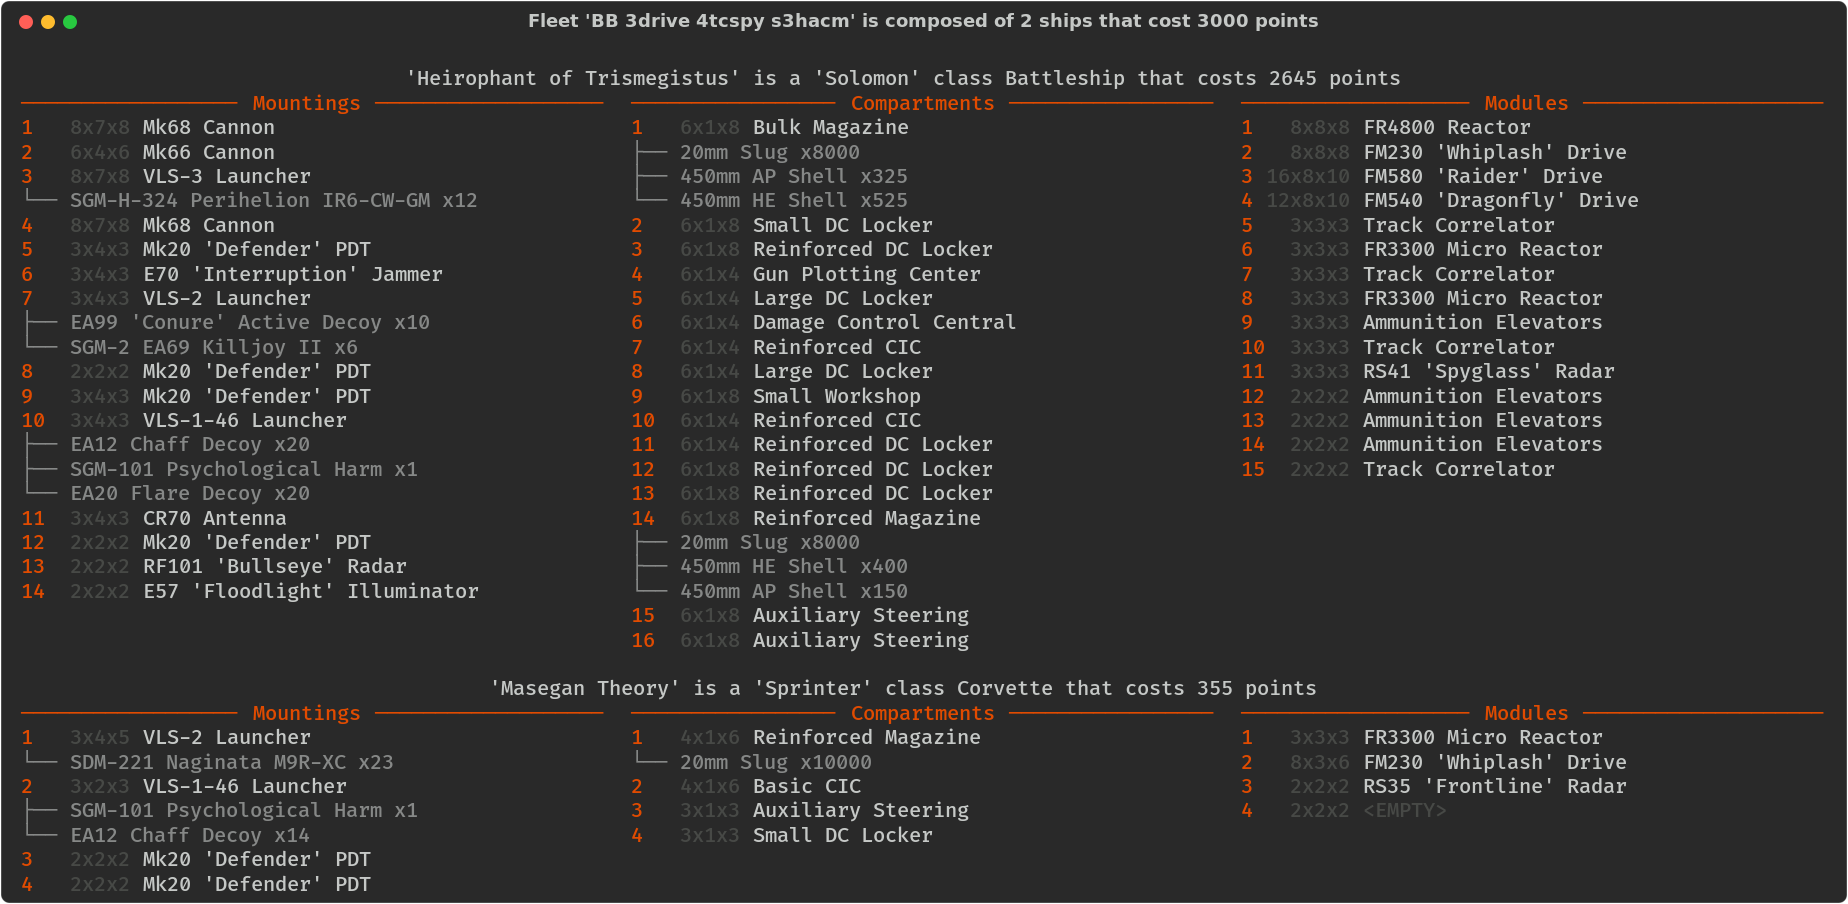 Fleet 'BB 3drive 4tcspy s3hacm' is composed of 2 ships that cost 3000 points
'Heirophant of Trismegistus' is a 'Solomon' class Battleship that costs 2645 points
Mountings Compartments Modules
1 8x7x8 Mk68 Cannon 1 6x1x8 Bulk Magazine 1 8x8x8 FR4800 Reactor
2 6x4x6 Mk66 Cannon ├── 20mm Slug x8000 2 8x8x8 FM230 'Whiplash' Drive
3 8x7x8 VLS-3 Launcher ├── 450mm AP Shell x325 3 16x8x10 FM580 'Raider' Drive
└── SGM-H-324 Perihelion IR6-CW-GM x12 └── 450mm HE Shell x525 4 12x8x10 FM540 'Dragonfly' Drive
4 8x7x8 Mk68 Cannon 2 6x1x8 Small DC Locker 5 3x3x3 Track Correlator
5 3x4x3 Mk20 'Defender' PDT 3 6x1x8 Reinforced DC Locker 6 3x3x3 FR3300 Micro Reactor
6 3x4x3 E70 'Interruption' Jammer 4 6x1x4 Gun Plotting Center 7 3x3x3 Track Correlator
7 3x4x3 VLS-2 Launcher 5 6x1x4 Large DC Locker 8 3x3x3 FR3300 Micro Reactor
├── EA99 'Conure' Active Decoy x10 6 6x1x4 Damage Control Central 9 3x3x3 Ammunition Elevators
└── SGM-2 EA69 Killjoy II x6 7 6x1x4 Reinforced CIC 10 3x3x3 Track Correlator
8 2x2x2 Mk20 'Defender' PDT 8 6x1x4 Large DC Locker 11 3x3x3 RS41 'Spyglass' Radar
9 3x4x3 Mk20 'Defender' PDT 9 6x1x8 Small Workshop 12 2x2x2 Ammunition Elevators
10 3x4x3 VLS-1-46 Launcher 10 6x1x4 Reinforced CIC 13 2x2x2 Ammunition Elevators
├── EA12 Chaff Decoy x20 11 6x1x4 Reinforced DC Locker 14 2x2x2 Ammunition Elevators
├── SGM-101 Psychological Harm x1 12 6x1x8 Reinforced DC Locker 15 2x2x2 Track Correlator
└── EA20 Flare Decoy x20 13 6x1x8 Reinforced DC Locker
11 3x4x3 CR70 Antenna 14 6x1x8 Reinforced Magazine
12 2x2x2 Mk20 'Defender' PDT ├── 20mm Slug x8000
13 2x2x2 RF101 'Bullseye' Radar ├── 450mm HE Shell x400
14 2x2x2 E57 'Floodlight' Illuminator └── 450mm AP Shell x150
15 6x1x8 Auxiliary Steering
16 6x1x8 Auxiliary Steering
'Masegan Theory' is a 'Sprinter' class Corvette that costs 355 points
Mountings Compartments Modules
1 3x4x5 VLS-2 Launcher 1 4x1x6 Reinforced Magazine 1 3x3x3 FR3300 Micro Reactor
└── SDM-221 Naginata M9R-XC x23 └── 20mm Slug x10000 2 8x3x6 FM230 'Whiplash' Drive
2 3x2x3 VLS-1-46 Launcher 2 4x1x6 Basic CIC 3 2x2x2 RS35 'Frontline' Radar
├── SGM-101 Psychological Harm x1 3 3x1x3 Auxiliary Steering 4 2x2x2 <EMPTY>
└── EA12 Chaff Decoy x14 4 3x1x3 Small DC Locker
3 2x2x2 Mk20 'Defender' PDT
4 2x2x2 Mk20 'Defender' PDT